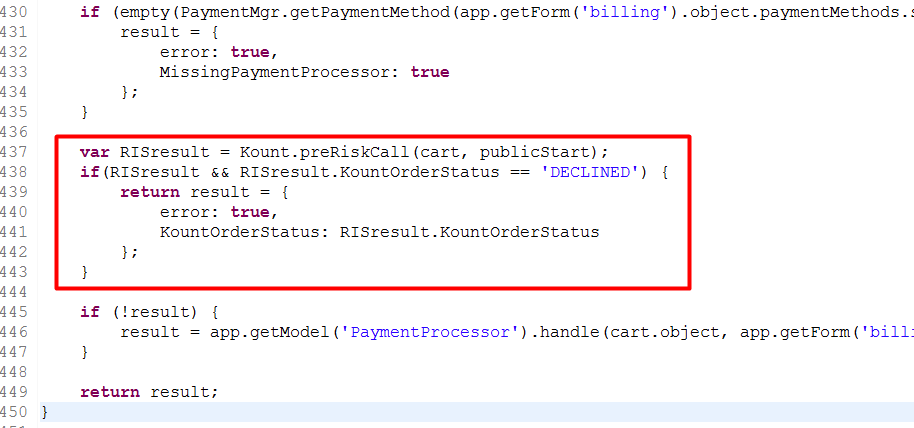 430 if (empty(PaymentMgr.getPaymentMethod(app.getForm('billing').object.paymentMethods.s
431 result = {
432 error: true,
433 MissingPaymentProcessor: true
434 };
435 }
436
437 var RISresult = Kount.preRiskCall(cart, publicStart);
438 if(RISresult && RISresult.KountOrderStatus == 'DECLINED') {
439 return result = {
440 error: true,
441 KountOrderStatus: RISresult.KountOrderStatus
442 };
443 }
444
445 if (!result) {
446 result = app.getModel('PaymentProcessor').handle(cart.object, app.getForm('billi
447 }
448
449 return result;
450 }